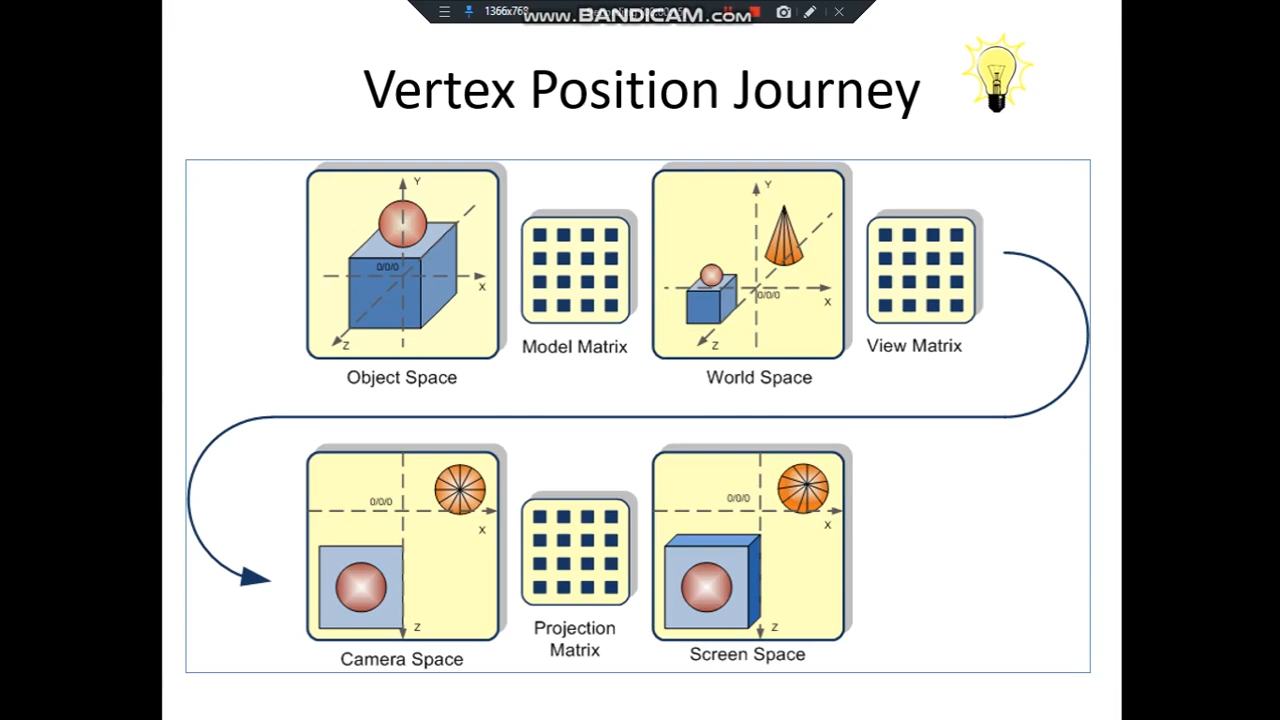 1366x768
www.BANDICAM.com
Vertex Position Journey
Y
0/0/0
X
Z
Object Space
Model Matrix
Y
0/0/0
X
Z
World Space
View Matrix
0/0/0
X
Z
Camera Space
Projection
Matrix
0/0/0
X
Z
Screen Space